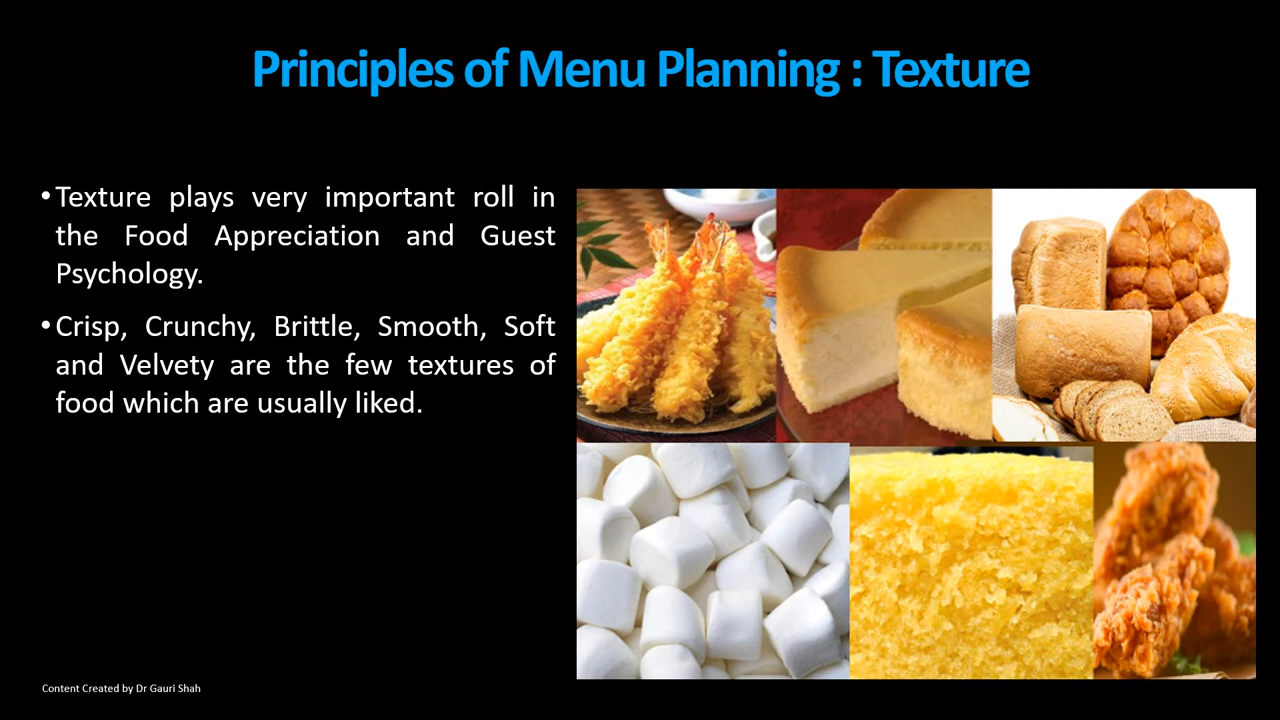 Principles of Menu Planning : Texture
•Texture plays very important roll in
the Food Appreciation and Guest
Psychology.
•Crisp, Crunchy, Brittle, Smooth, Soft
and Velvety are the few textures of
food which are usually liked.
Content Created by Dr Gauri Shah